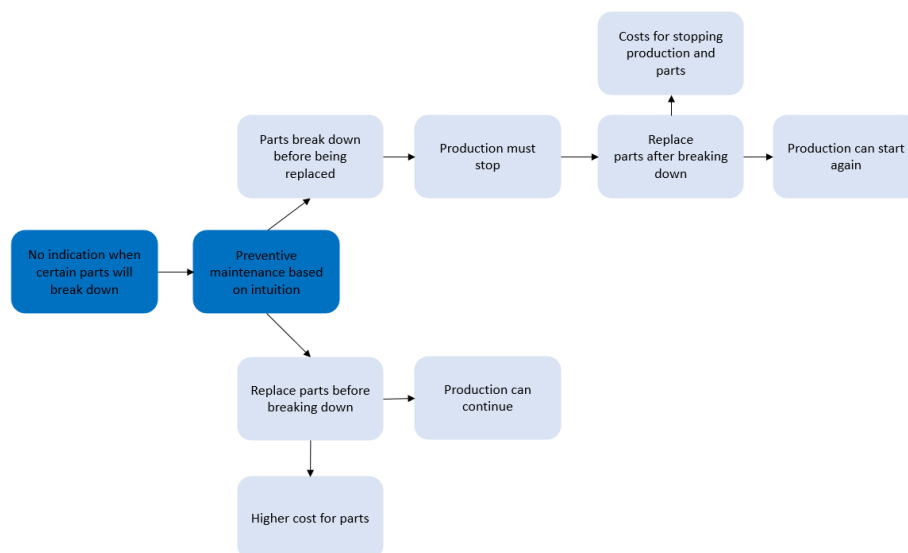 Costs for stopping
production and
parts
Parts break down
before being
replaced
Production must
stop
Replace
parts after breaking
down
Production can start
again
No indication when
certain parts will
break down
Preventive
maintenance based
on intuition
Replace parts before
breaking down
Production can
continue
Higher cost for parts